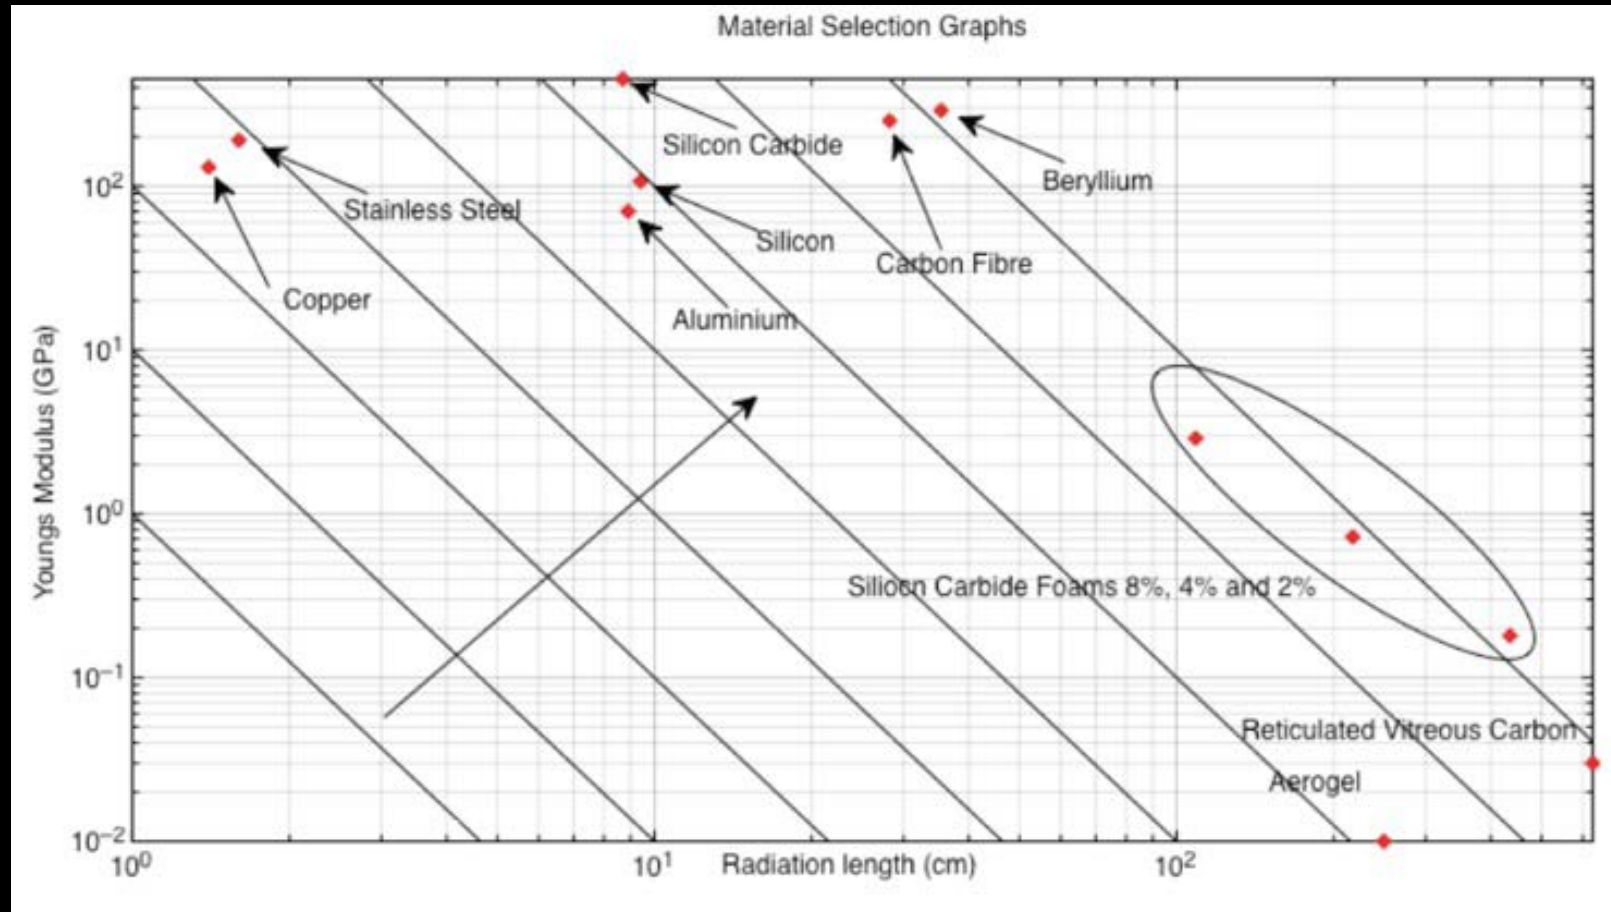 Material Selection Graphs
Silicon Carbide
Beryllium
Stainless Steel
Silicon
Carbon Fibre
Copper
Aluminium
Siliocn Carbide Foams 8%, 4% and 2%
Reticulated Vitreous Carbon
Aerogel
Youngs Modulus (GPa)
10²
10¹
10⁰
10⁻¹
10⁻²
10⁰ 10¹ Radiation length (cm) 10²